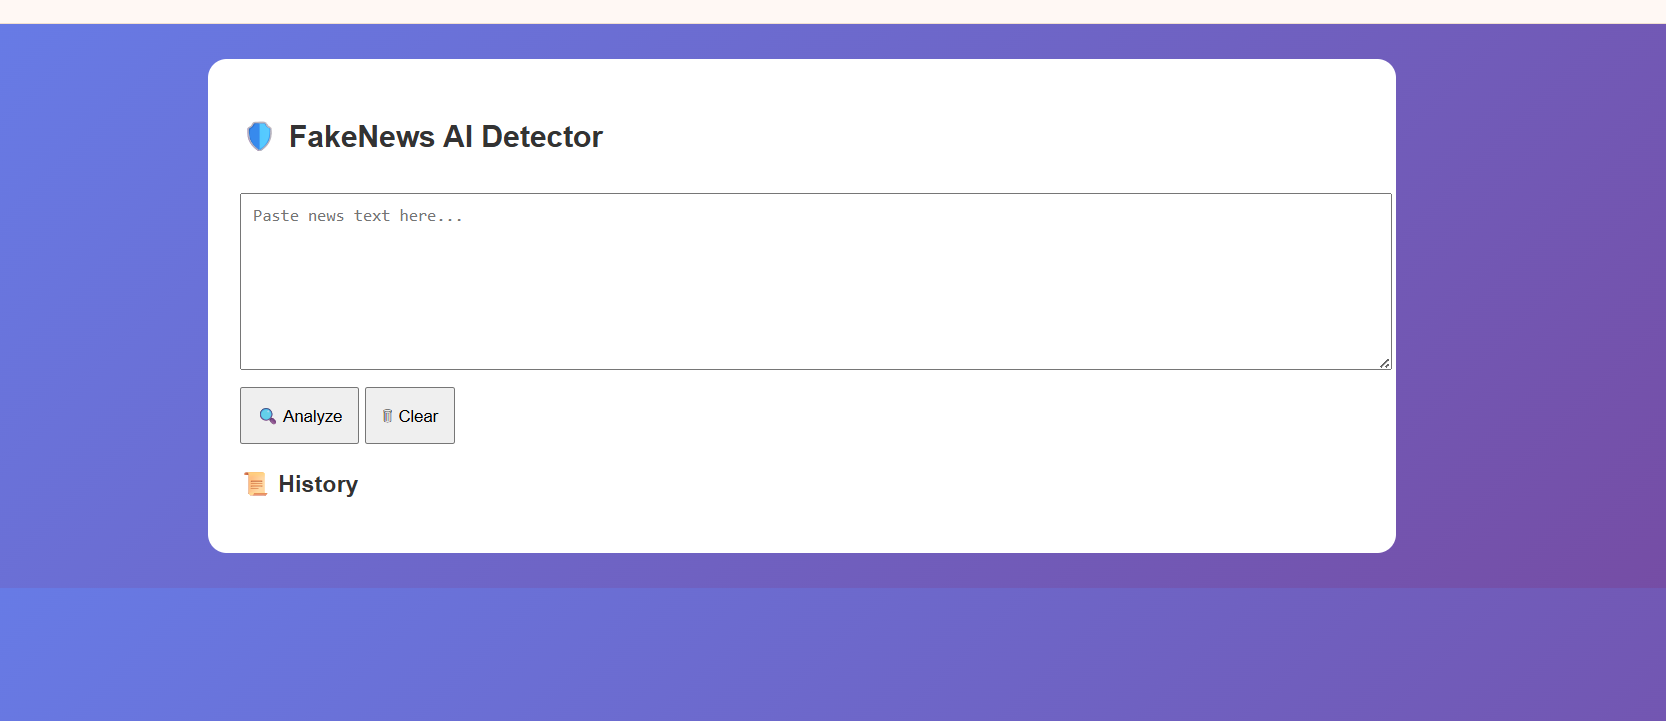 FakeNews AI Detector
Paste news text here...
Analyze
Clear
History